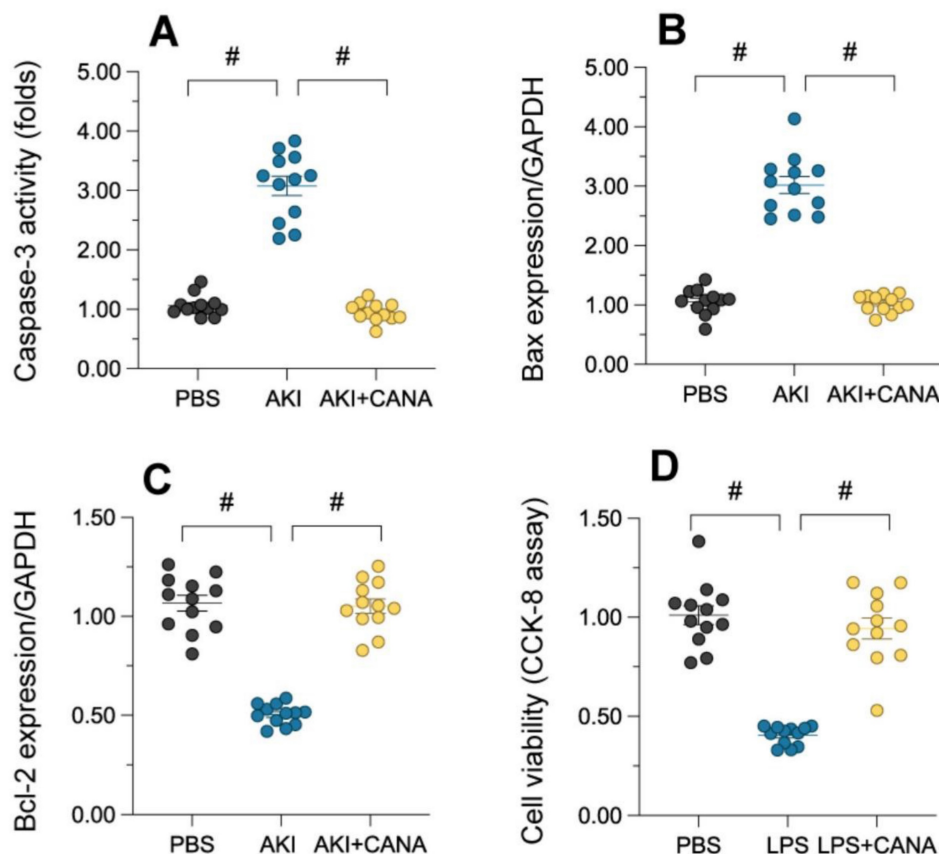 A
# #
Caspase-3 activity (folds)
5.00
4.00
3.00
2.00
1.00
0.00
PBS AKI AKI+CANA
B
# #
Bax expression/GAPDH
5.00
4.00
3.00
2.00
1.00
0.00
PBS AKI AKI+CANA
C
# #
Bcl-2 expression/GAPDH
1.50
1.00
0.50
0.00
PBS AKI AKI+CANA
D
# #
Cell viability (CCK-8 assay)
1.50
1.00
0.50
0.00
PBS LPS LPS+CANA